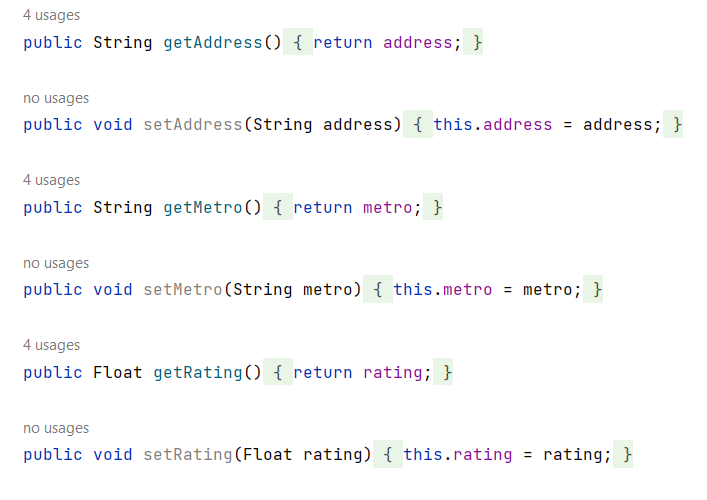 4 usages
public String getAddress() { return address; }
no usages
public void setAddress(String address) { this.address = address; }
4 usages
public String getMetro() { return metro; }
no usages
public void setMetro(String metro) { this.metro = metro; }
4 usages
public Float getRating() { return rating; }
no usages
public void setRating(Float rating) { this.rating = rating; }